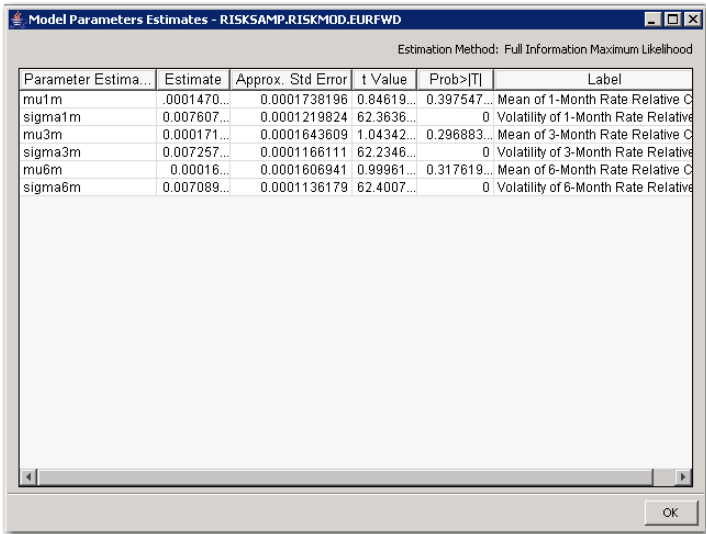 Model Parameters Estimates - RISKSAMP.RISKMOD.EURFWD
Estimation Method: Full Information Maximum Likelihood
Parameter Estima... Estimate Approx. Std Error t Value Prob>|T| Label
mu1m .0001470... 0.0001738196 0.84619... 0.397547... Mean of 1-Month Rate Relative C
sigma1m 0.007607... 0.0001219824 62.3636... 0 Volatility of 1-Month Rate Relative
mu3m 0.000171... 0.0001643609 1.04342... 0.296883... Mean of 3-Month Rate Relative C
sigma3m 0.007257... 0.0001166111 62.2346... 0 Volatility of 3-Month Rate Relative
mu6m 0.00016... 0.0001606941 0.99961... 0.317619... Mean of 6-Month Rate Relative C
sigma6m 0.007089... 0.0001136179 62.4007... 0 Volatility of 6-Month Rate Relative
OK